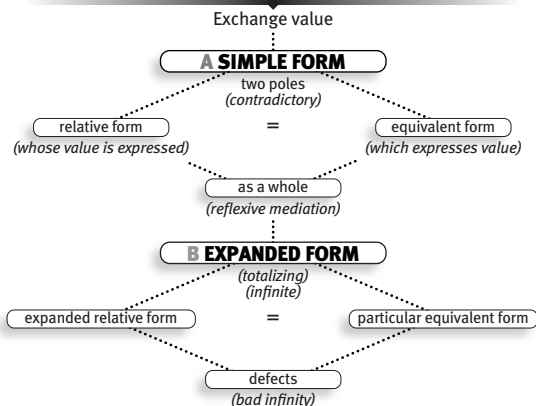 Exchange value
A SIMPLE FORM
two poles
(contradictory)
relative form = equivalent form
(whose value is expressed) (which expresses value)
as a whole
(reflexive mediation)
B EXPANDED FORM
(totalizing)
(infinite)
expanded relative form = particular equivalent form
defects
(bad infinity)